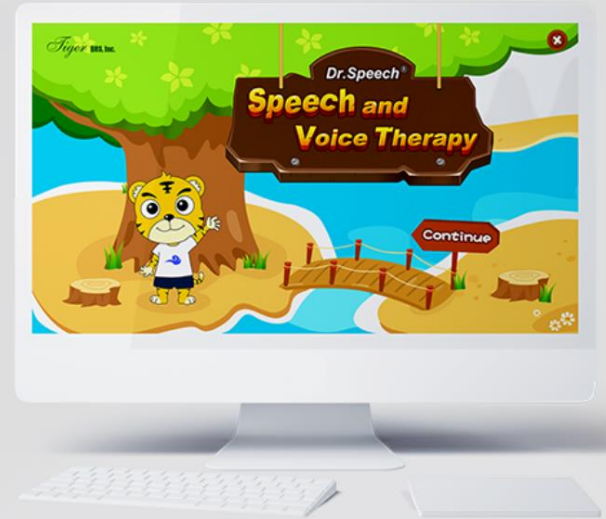 Tiger DRS, Inc.
Dr.Speech®
Speech and
Voice Therapy
Continue